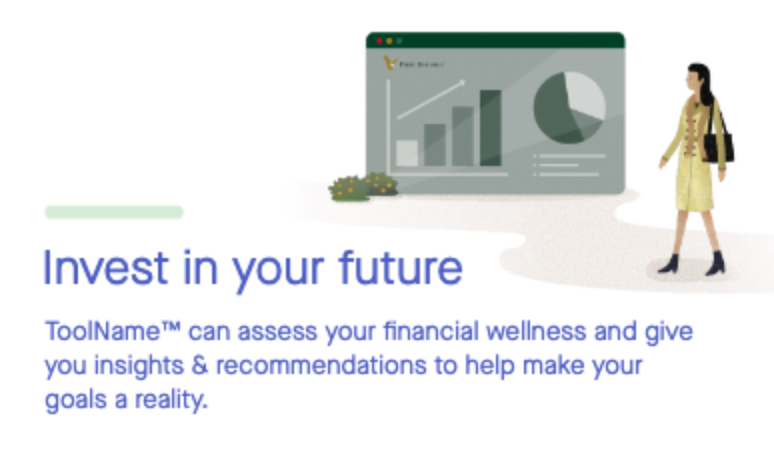 Invest in your future
ToolName™ can assess your financial wellness and give
you insights & recommendations to help make your
goals a reality.